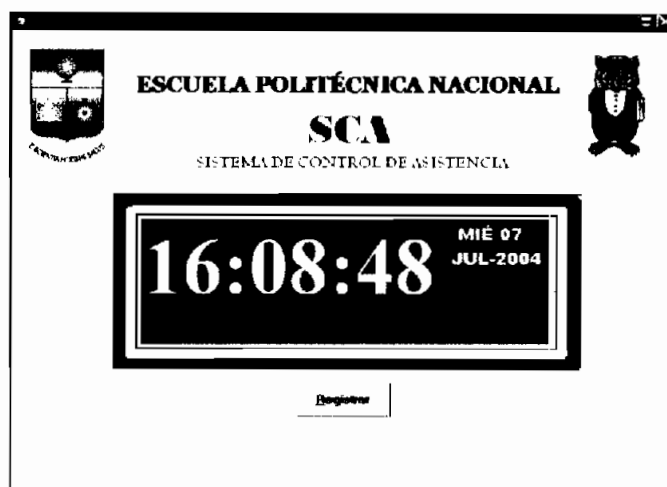 ESCUELA POLITÉCNICA NACIONAL
SCA
SISTEMA DE CONTROL DE ASISTENCIA
16:08:48
MIÉ 07
JUL-2004
Registrar